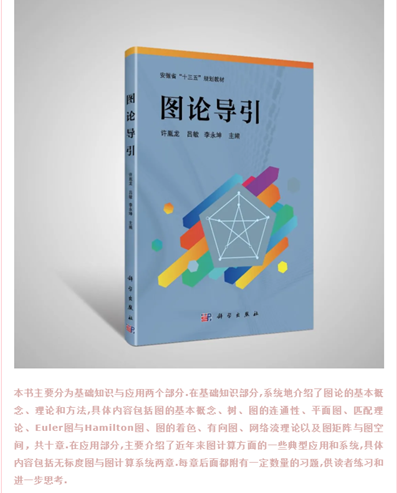 安徽省“十三五”规划教材
图论导引
许胤龙 吕敏 李永坤 主编
图论导引
许胤龙 吕敏 李永坤 主编
科学出版社
科学出版社
本书主要分为基础知识与应用两个部分.在基础知识部分,系统地介绍了图论的基本概
念、理论和方法,具体内容包括图的基本概念、树、图的连通性、平面图、匹配理
论、Euler图与Hamilton图、图的着色、有向图、网络流理论以及图矩阵与图空
间, 共十章.在应用部分,主要介绍了近年来图计算方面的一些典型应用和系统,具体
内容包括无标度图与图计算系统两章.每章后面都附有一定数量的习题,供读者练习和
进一步思考.